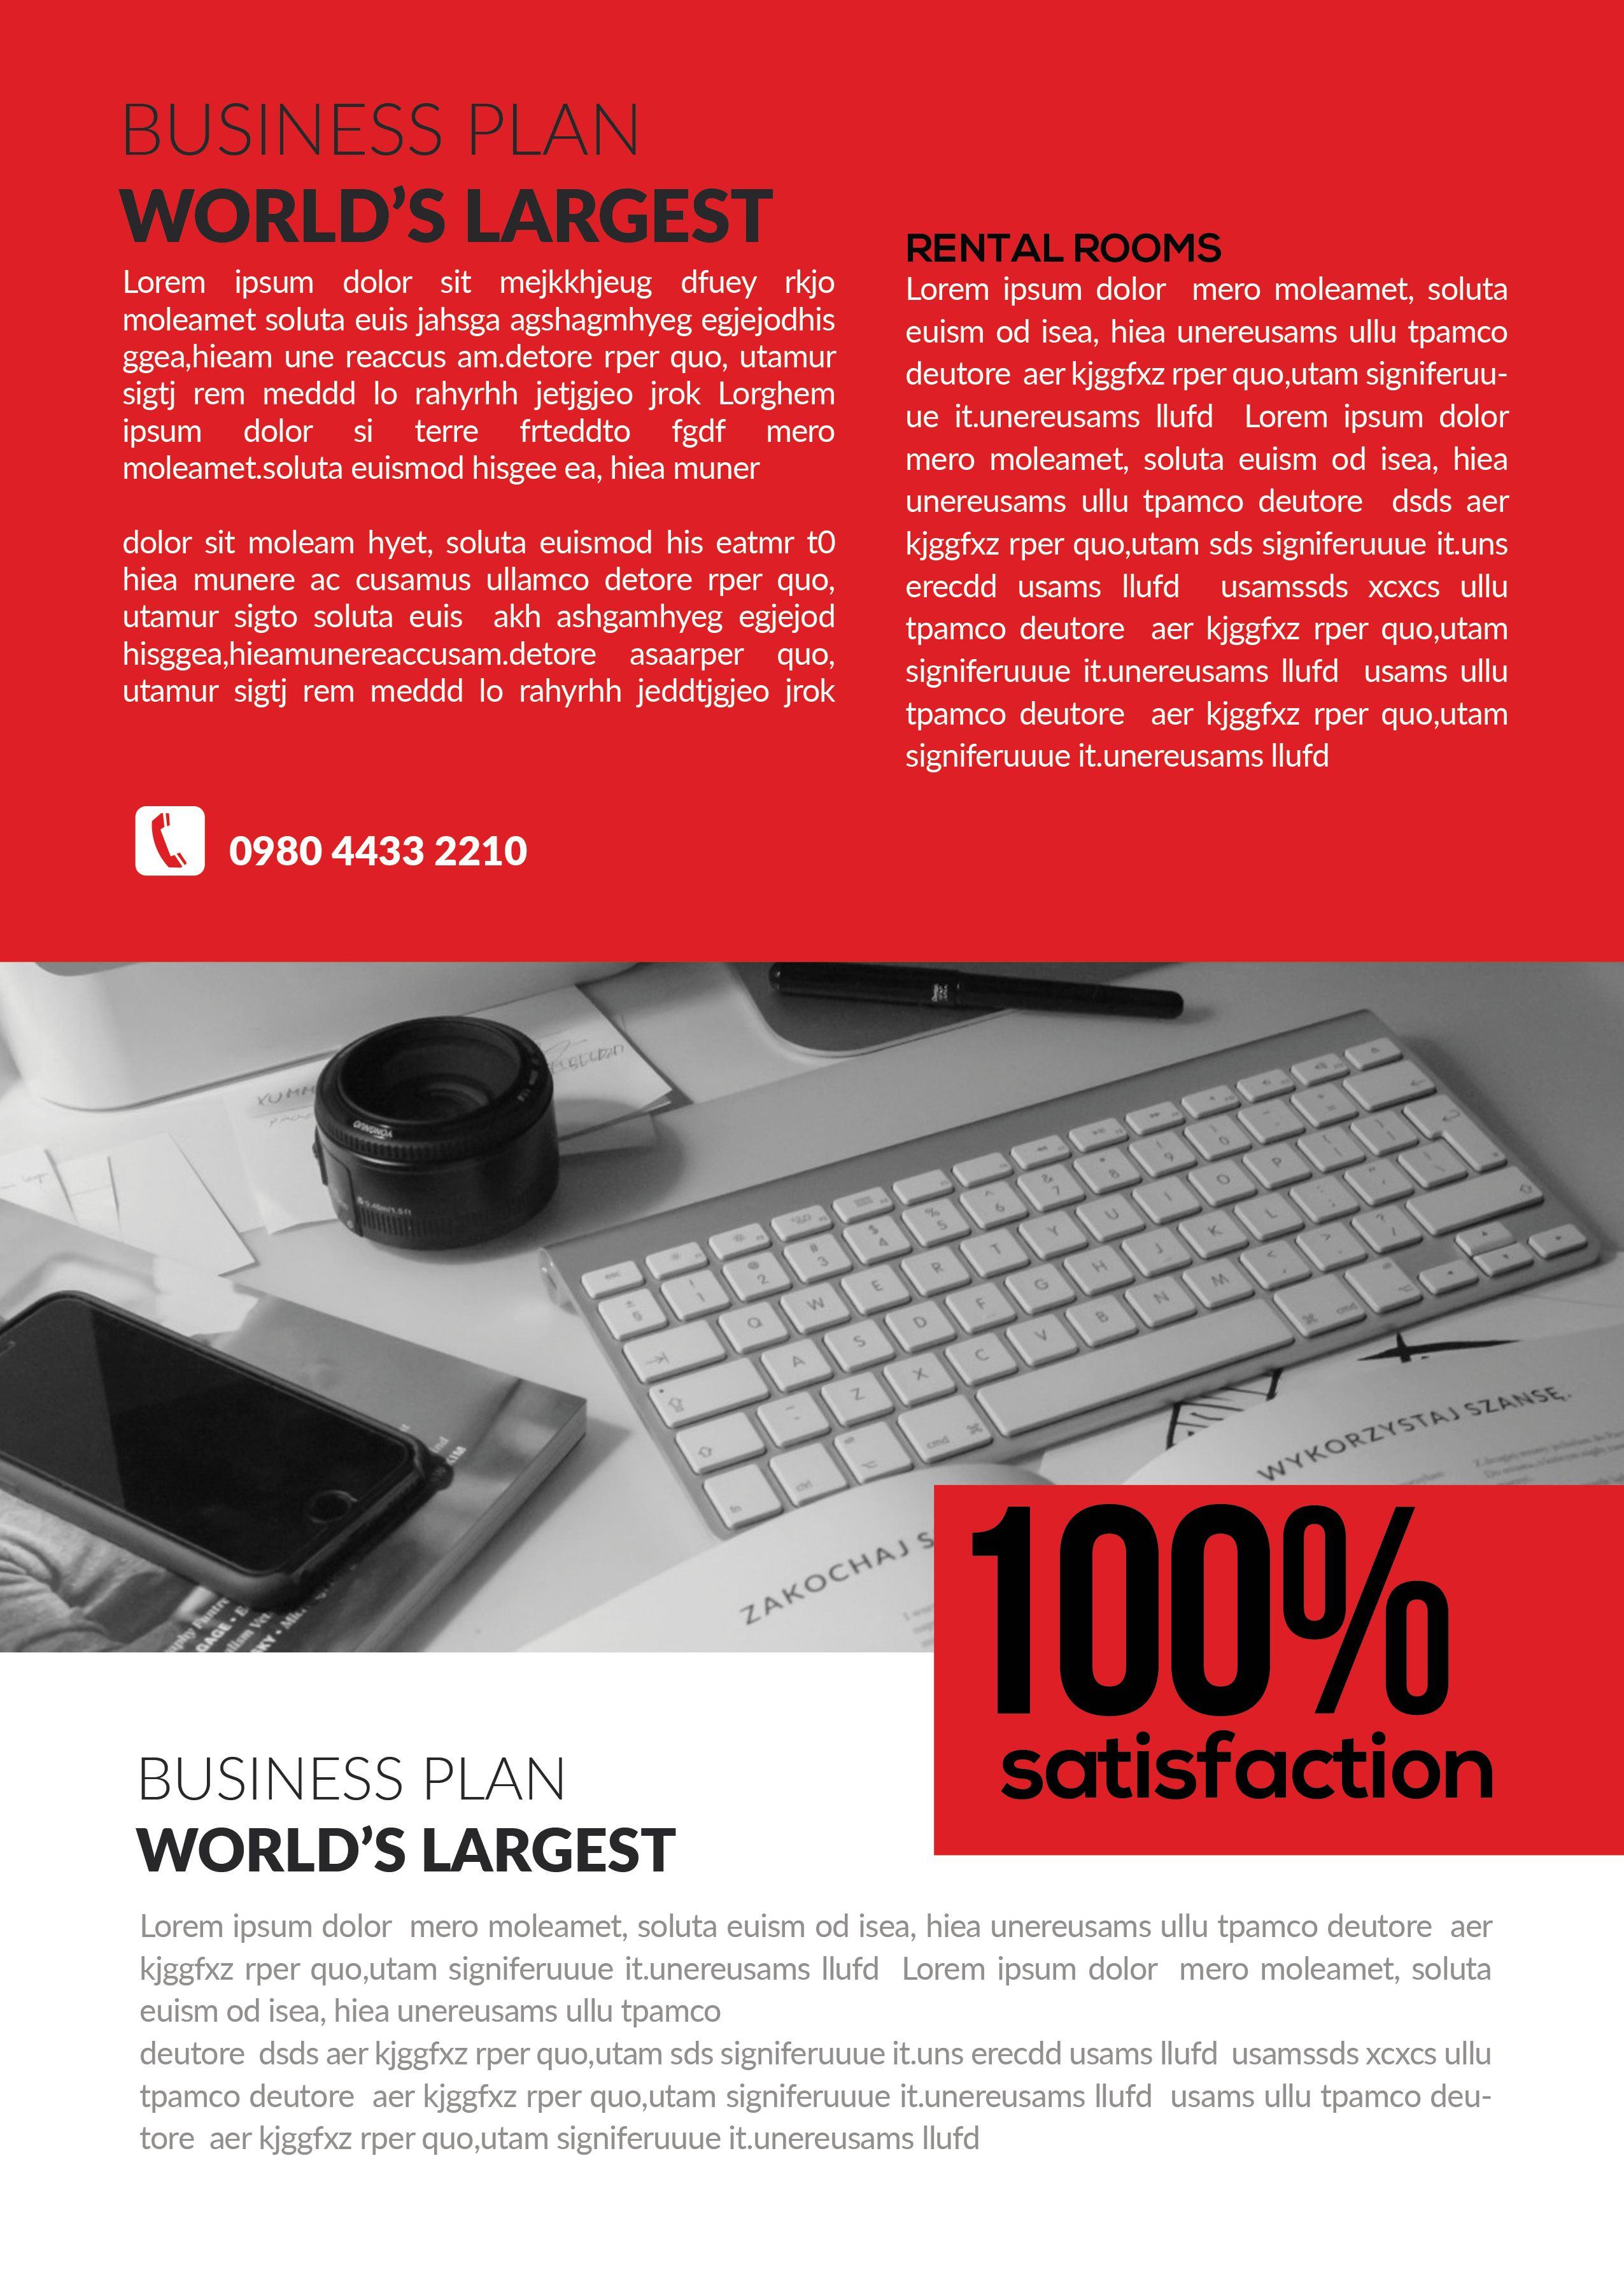 BUSINESS PLAN
WORLD’S LARGEST
Lorem ipsum dolor sit mejkkhjeug dfuey rkjo
moleamet soluta euis jahsga agshagmhyeg egjejodhis
ggea,hieam une reaccus am.detore rper quo, utamur
sigtj rem meddd lo rahyrhh jetjgjeo jrok Lorghem
ipsum dolor si terre frteddto fgdf mero
moleamet.soluta euismod hisgee ea, hiea muner
dolor sit moleam hyet, soluta euismod his eatmr t0
hiea munere ac cusamus ullamco detore rper quo,
utamur sigto soluta euis akh ashgamhyeg egjejod
hisggea,hieamunereaccusam.detore asaarper quo,
utamur sigtj rem meddd lo rahyrhh jeddtjgjeo jrok
0980 4433 2210
RENTAL ROOMS
Lorem ipsum dolor mero moleamet, soluta
euism od isea, hiea unereusams ullu tpamco
deutore aer kjggfxz rper quo,utam signiferuu-
ue it.unereusams llufd Lorem ipsum dolor
mero moleamet, soluta euism od isea, hiea
unereusams ullu tpamco deutore dsds aer
kjggfxz rper quo,utam sds signiferuuue it.uns
erecdd usams llufd usamssds xcxcs ullu
tpamco deutore aer kjggfxz rper quo,utam
signiferuuue it.unereusams llufd usams ullu
tpamco deutore aer kjggfxz rper quo,utam
signiferuuue it.unereusams llufd
YONGNUO
WYKORZYSTAJ SZANSĘ.
ZAKOCHAJ S
100%
satisfaction
BUSINESS PLAN
WORLD’S LARGEST
Lorem ipsum dolor mero moleamet, soluta euism od isea, hiea unereusams ullu tpamco deutore aer
kjggfxz rper quo,utam signiferuuue it.unereusams llufd Lorem ipsum dolor mero moleamet, soluta
euism od isea, hiea unereusams ullu tpamco
deutore dsds aer kjggfxz rper quo,utam sds signiferuuue it.uns erecdd usams llufd usamssds xcxcs ullu
tpamco deutore aer kjggfxz rper quo,utam signiferuuue it.unereusams llufd usams ullu tpamco deu-
tore aer kjggfxz rper quo,utam signiferuuue it.unereusams llufd